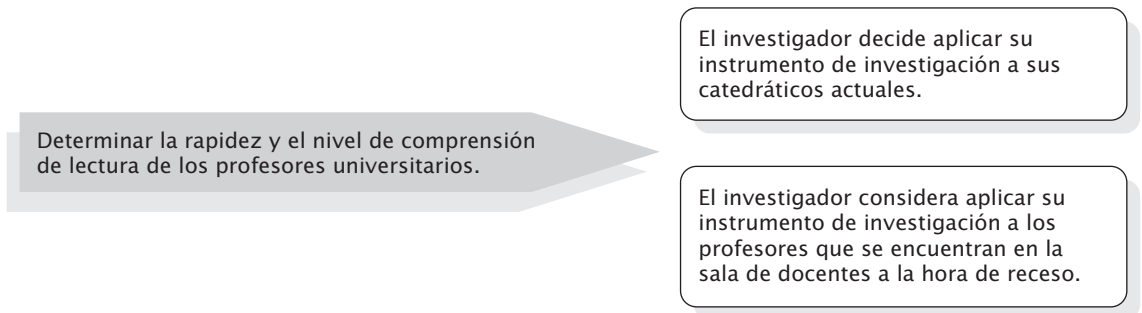 Determinar la rapidez y el nivel de comprensión
de lectura de los profesores universitarios.
El investigador decide aplicar su
instrumento de investigación a sus
catedráticos actuales.
El investigador considera aplicar su
instrumento de investigación a los
profesores que se encuentran en la
sala de docentes a la hora de receso.